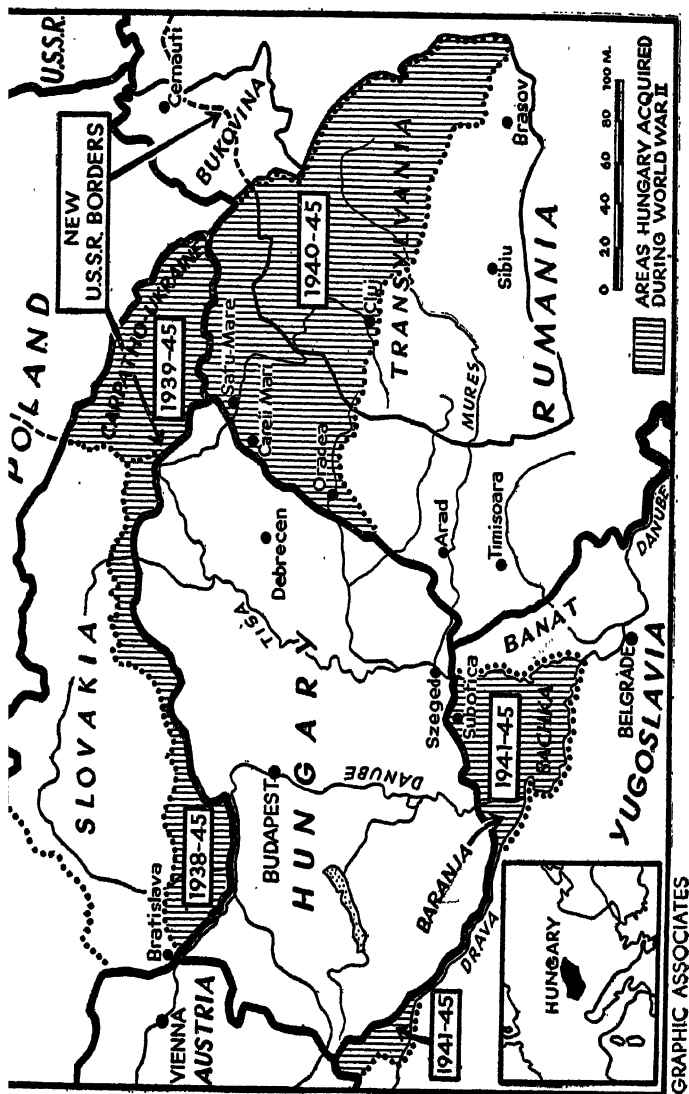 POLAND
U.S.S.R.
NEW
U.S.S.R. BORDERS
Cernauti
BUKOVINA
SLOVAKIA
CARPATHO-UKRAINE
1939-45
Bratislava
1938-45
VIENNA
AUSTRIA
Satu-Mare
Careii Mari
1940-45
Oradea
Cluj
TRANSYLVANIA
Debrecen
TISA
BUDAPEST
HUNGARY
DANUBE
MURES
Sibiu
Brasov
RUMANIA
Arad
Timisoara
Szeged
Subotica
BANAT
1941-45
BACHKA
BARANJA
DRAVA
1941-45
BELGRADE
DANUBE
YUGOSLAVIA
HUNGARY
0 20 40 60 80 100 M.
AREAS HUNGARY ACQUIRED
DURING WORLD WAR II
GRAPHIC ASSOCIATES